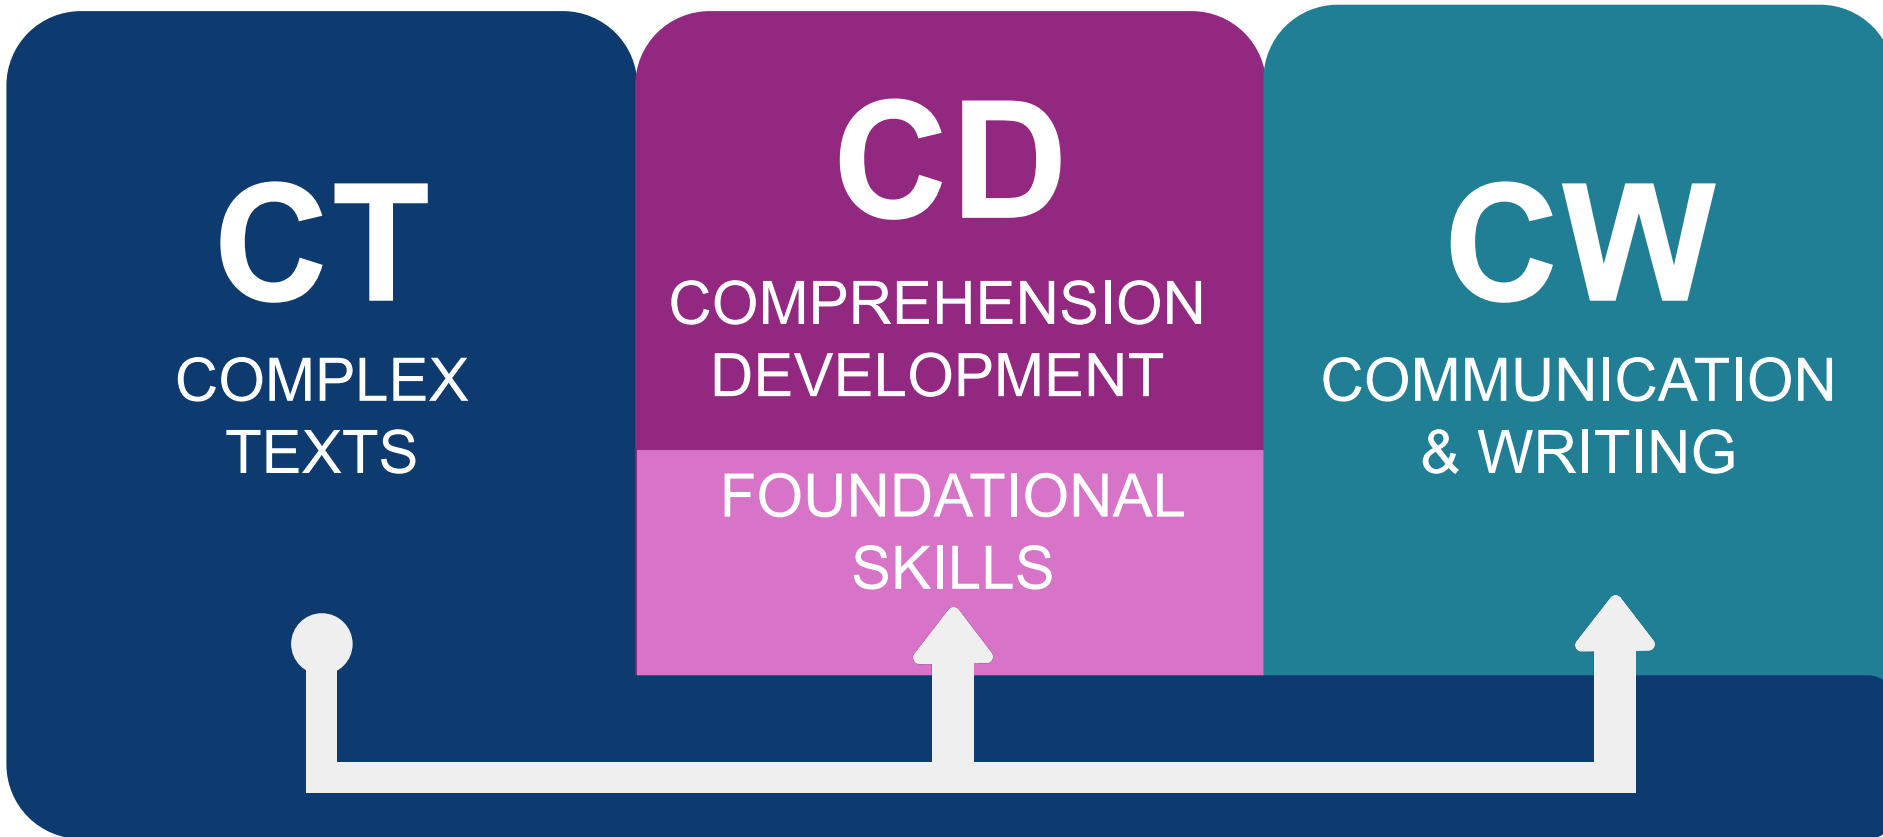 CT
COMPLEX
TEXTS
CD
COMPREHENSION
DEVELOPMENT
FOUNDATIONAL
SKILLS
CW
COMMUNICATION
& WRITING